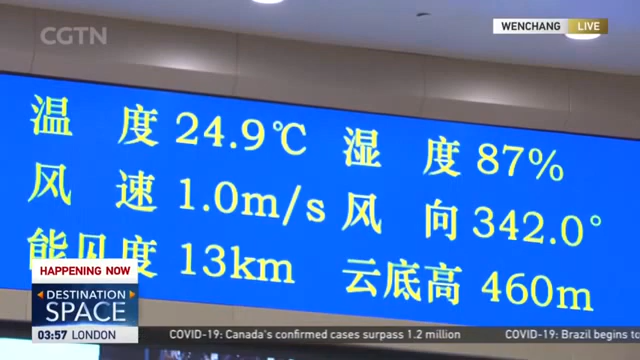 CGTN
WENCHANG LIVE
温 度 24.9℃ 湿 度 87%
风 速 1.0m/s 风 向 342.0°
能见度 13km 云底高 460m
HAPPENING NOW
DESTINATION
SPACE
03:57 LONDON
COVID-19: Canada's confirmed cases surpass 1.2 million COVID-19: Brazil begins to